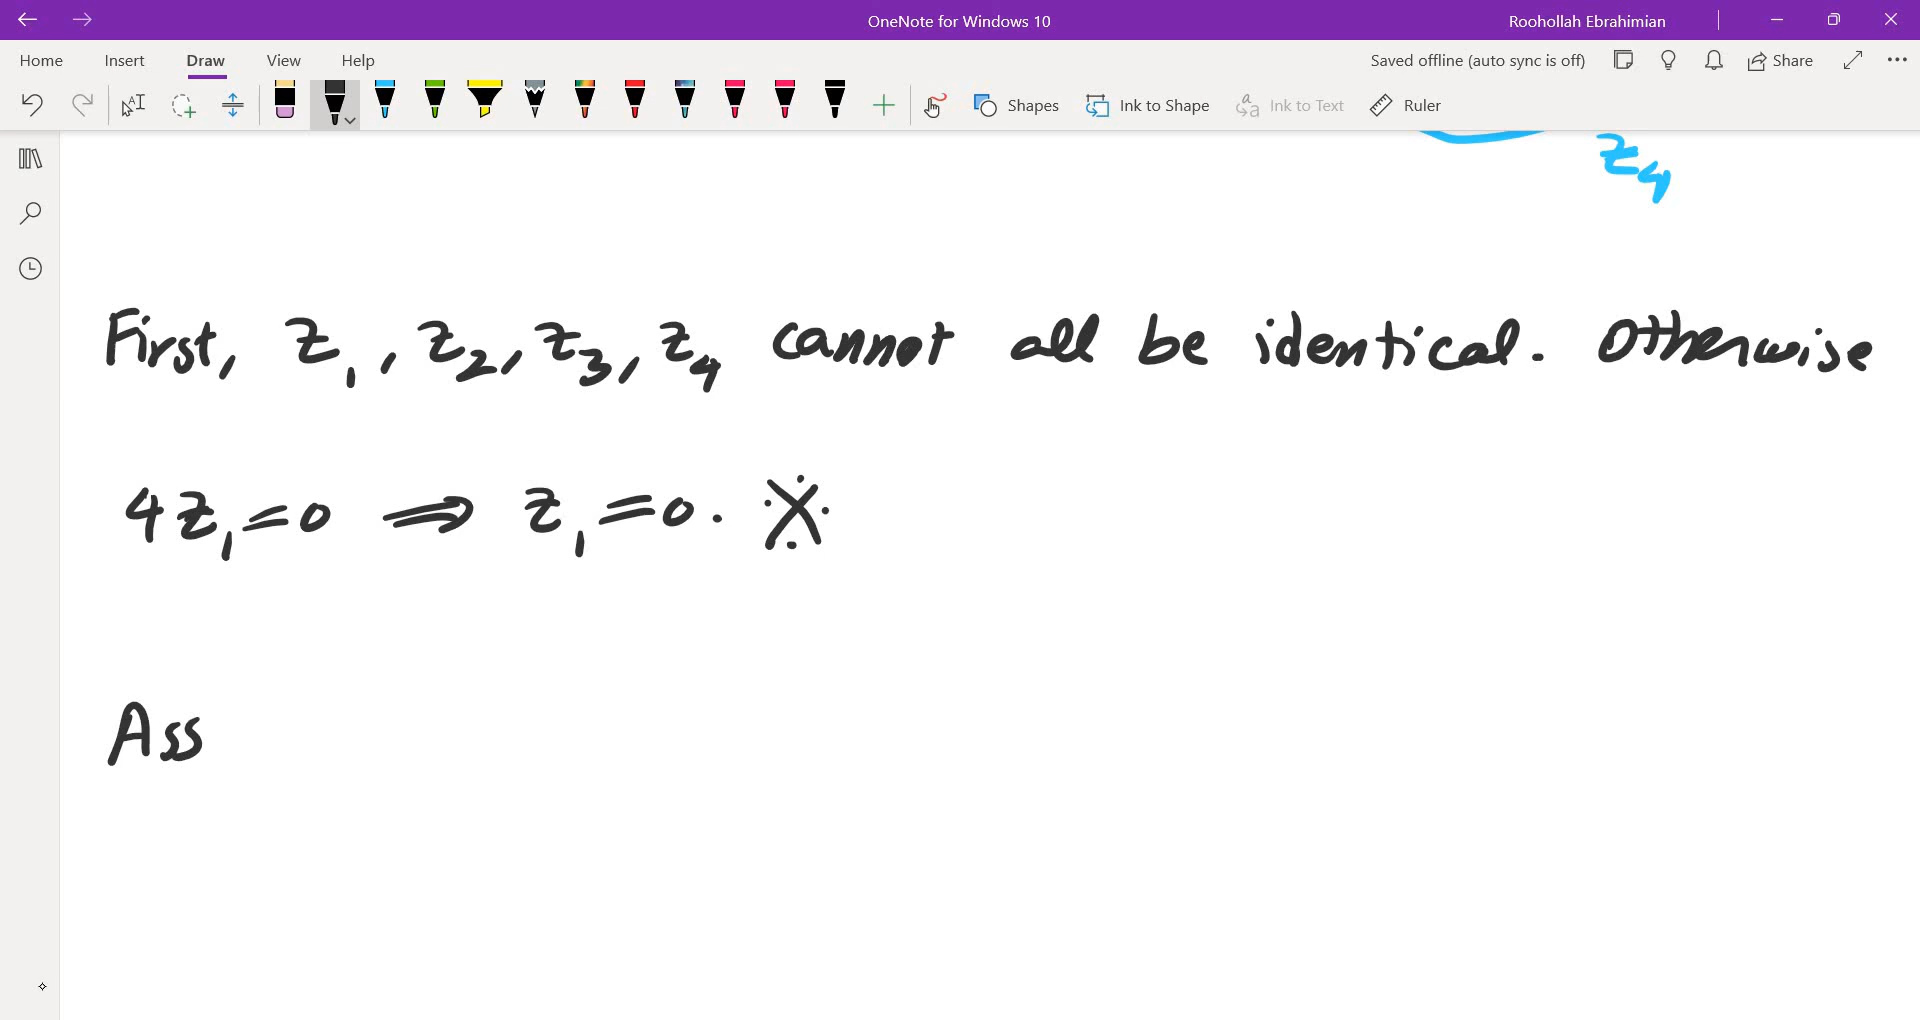 OneNote for Windows 10
Roohollah Ebrahimian
Home Insert Draw View Help
Saved offline (auto sync is off) Share
Shapes Ink to Shape Ink to Text Ruler
z₄
First, z₁, z₂, z₃, z₄ cannot all be identical. Otherwise
4z₁=0 ⟹ z₁=0. ※
Ass